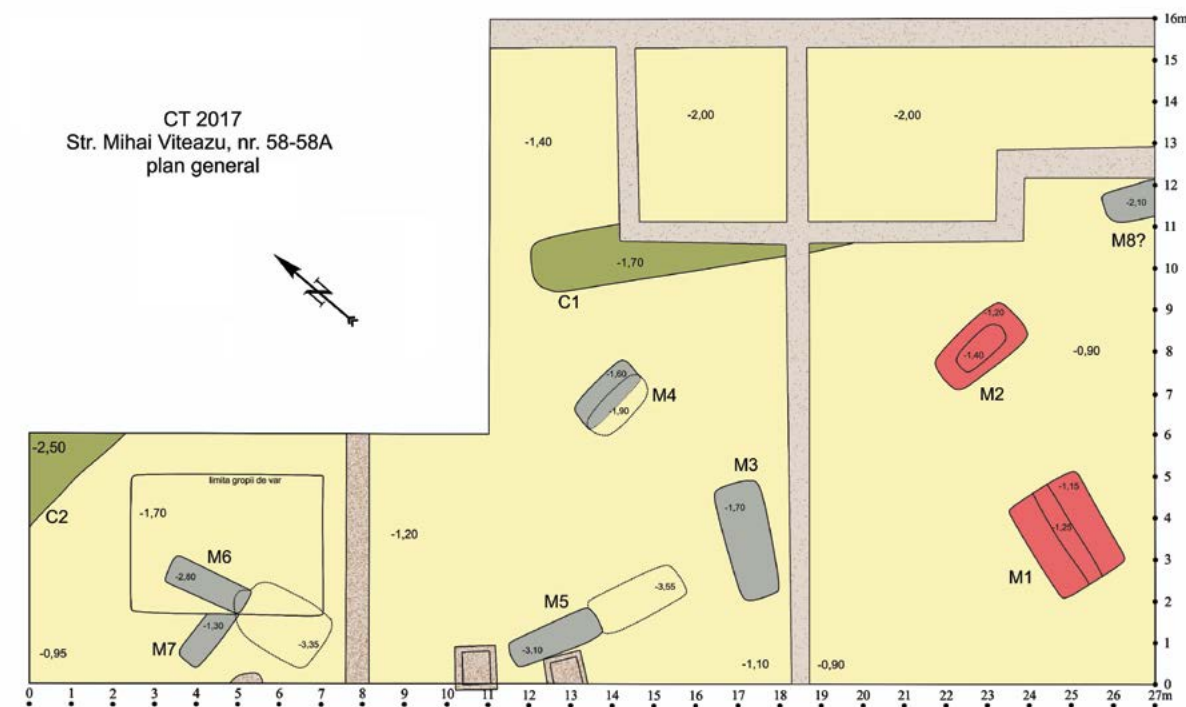 CT 2017
Str. Mihai Viteazu, nr. 58-58A
plan general
N
16m
15
14
13
12
11
10
9
8
7
6
5
4
3
2
1
0
-1,40
-2,00
-2,00
-2,10
M8?
-1,70
C1
-1,20
-1,40
M2
-0,90
-1,60
-1,90
M4
-2,50
C2
limita gropii de var
-1,70
-1,20
M3
-1,70
-1,15
-1,25
M1
M6
-2,80
-1,30
M7
-3,35
-0,95
M5
-3,55
-3,10
-1,10
-0,90
0 1 2 3 4 5 6 7 8 9 10 11 12 13 14 15 16 17 18 19 20 21 22 23 24 25 26 27m